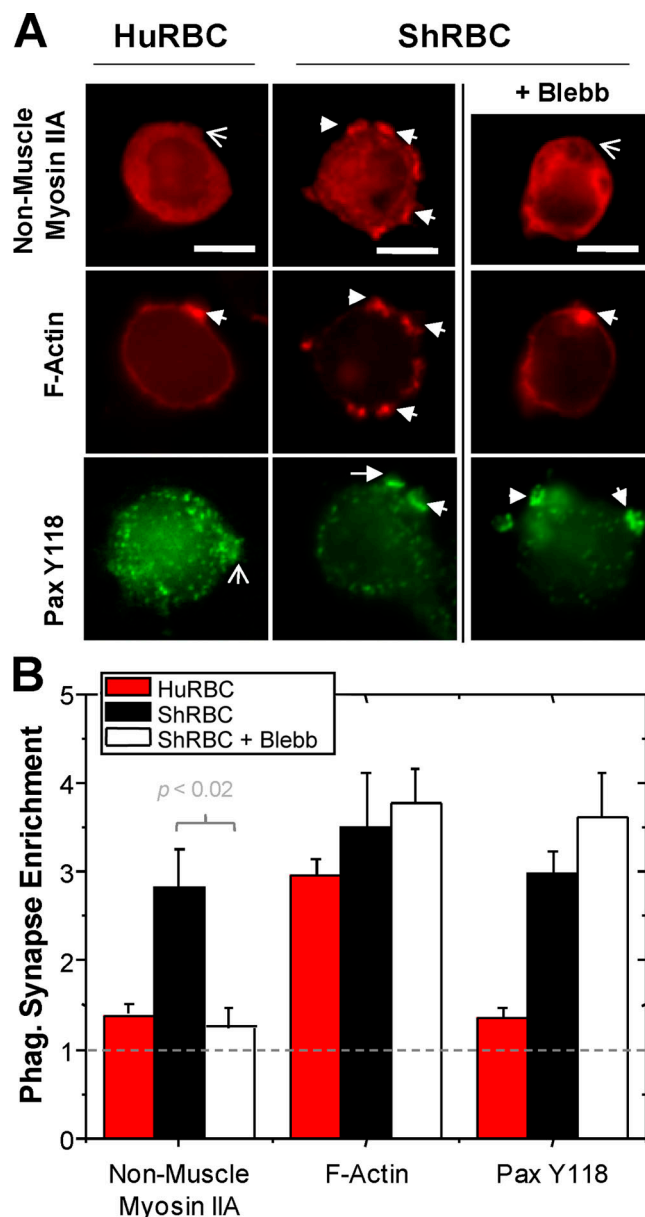 A
HuRBC
ShRBC
+ Blebb
Non-Muscle
Myosin IIA
F-Actin
Pax Y118
B
HuRBC
ShRBC
ShRBC + Blebb
p < 0.02
Phag. Synapse Enrichment
5
4
3
2
1
0
Non-Muscle
Myosin IIA
F-Actin
Pax Y118